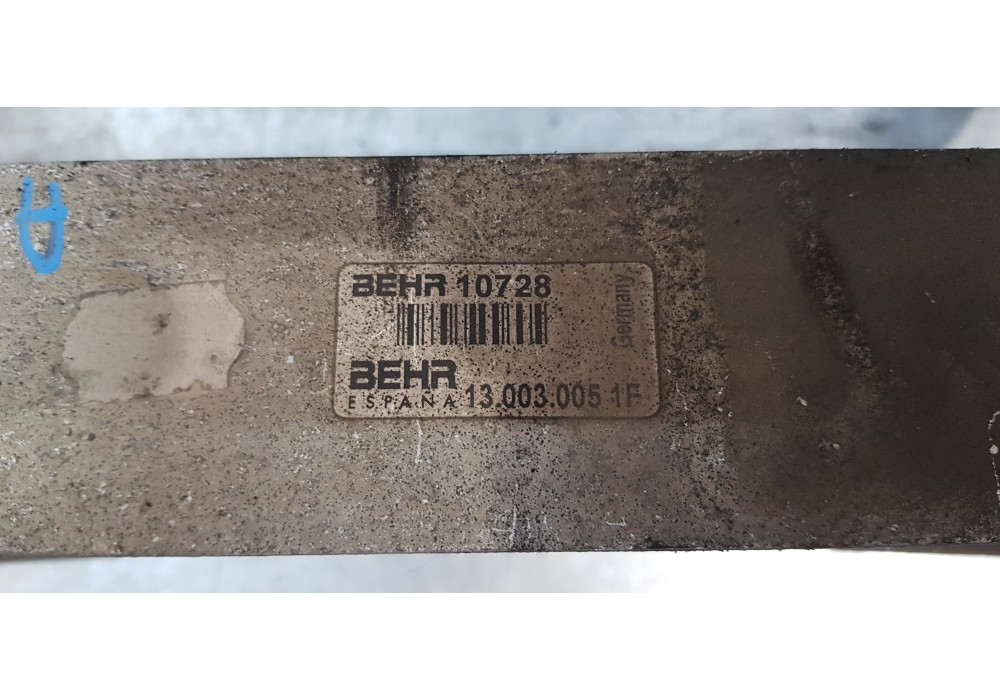 BEHR 10728
Germany
BEHR
ESPAÑA 13.003.005 1F